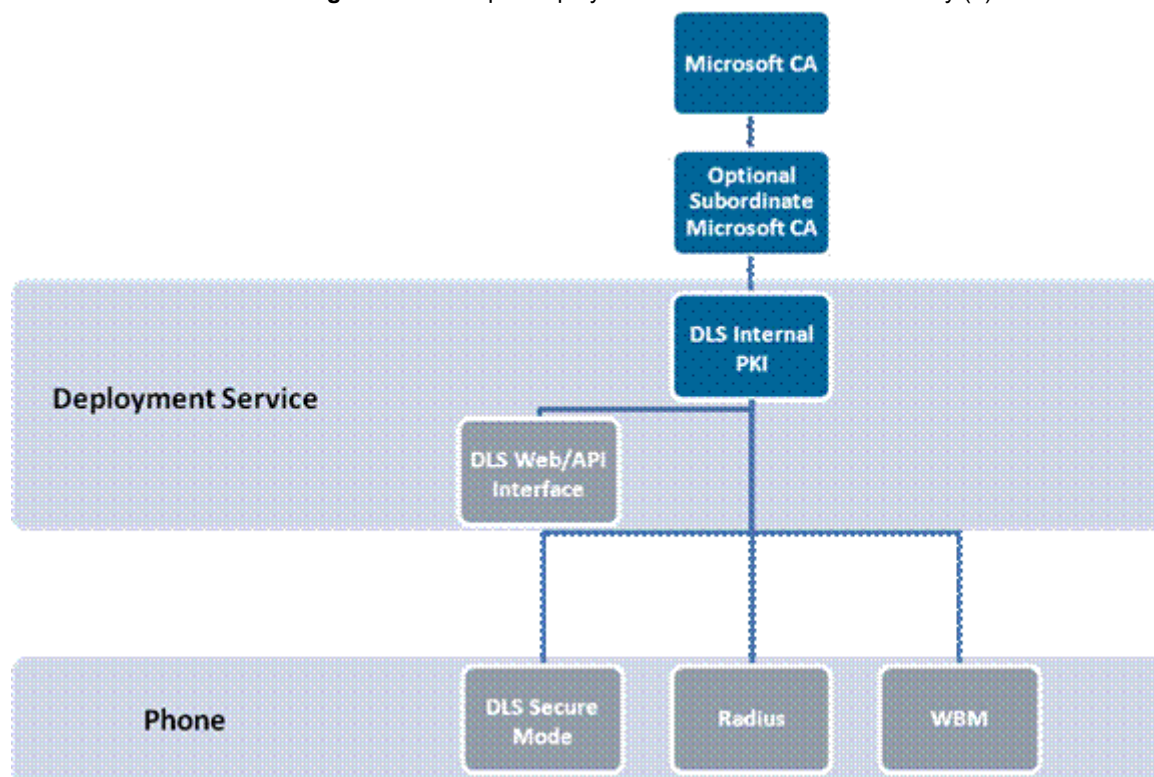 Microsoft CA
Optional
Subordinate
Microsoft CA
DLS Internal
PKI
Deployment Service
DLS Web/API
Interface
Phone
DLS Secure
Mode
Radius
WBM